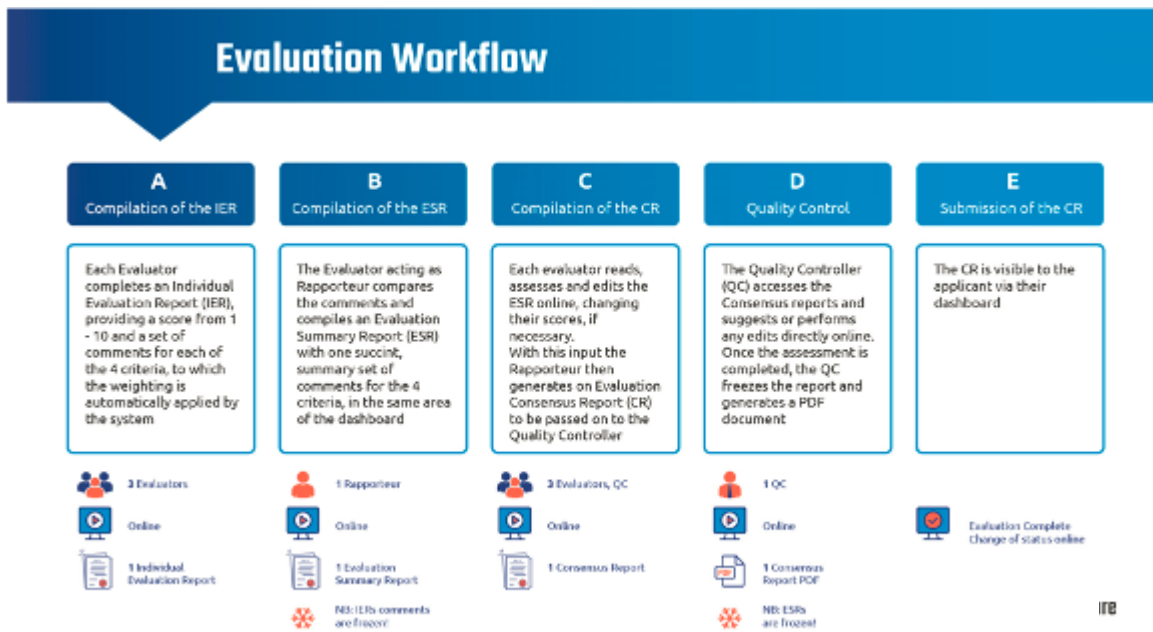 Evaluation Workflow
A
Compilation of the IER
Each Evaluator
completes an Individual
Evaluation Report (IER),
providing a score from 1
- 10 and a set of
comments for each of
the 4 criteria, to which
the weighting is
automatically applied by
the system
3 Evaluators
Online
1 Individual
Evaluation Report
B
Compilation of the ESR
The Evaluator acting as
Rapporteur compares
the comments and
compiles an Evaluation
Summary Report (ESR)
with one succint,
summary set of
comments for the 4
criteria, in the same area
of the dashboard
1 Rapporteur
Online
1 Evaluation
Summary Report
NB: IERs comments
are frozen!
C
Compilation of the CR
Each evaluator reads,
assesses and edits the
ESR online, changing
their scores, if
necessary.
With this input the
Rapporteur then
generates on Evaluation
Consensus Report (CR)
to be passed on to the
Quality Controller
3 Evaluators, QC
Online
1 Consensus Report
D
Quality Control
The Quality Controller
(QC) accesses the
Consensus reports and
suggests or performs
any edits directly online.
Once the assessment is
completed, the QC
freezes the report and
generates a PDF
document
1 QC
Online
PDF
1 Consensus
Report PDF
NB: ESRs
are frozen!
E
Submission of the CR
The CR is visible to the
applicant via their
dashboard
Evaluation Complete
Change of status online